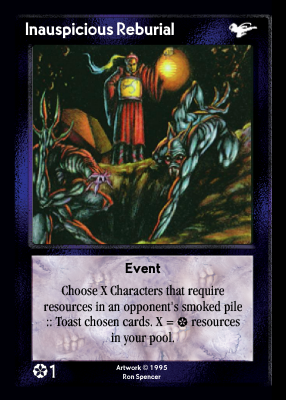 Inauspicious Reburial
Event
Choose X Characters that require
resources in an opponent's smoked pile
:: Toast chosen cards. X = resources
in your pool.
1
Artwork © 1995
Ron Spencer